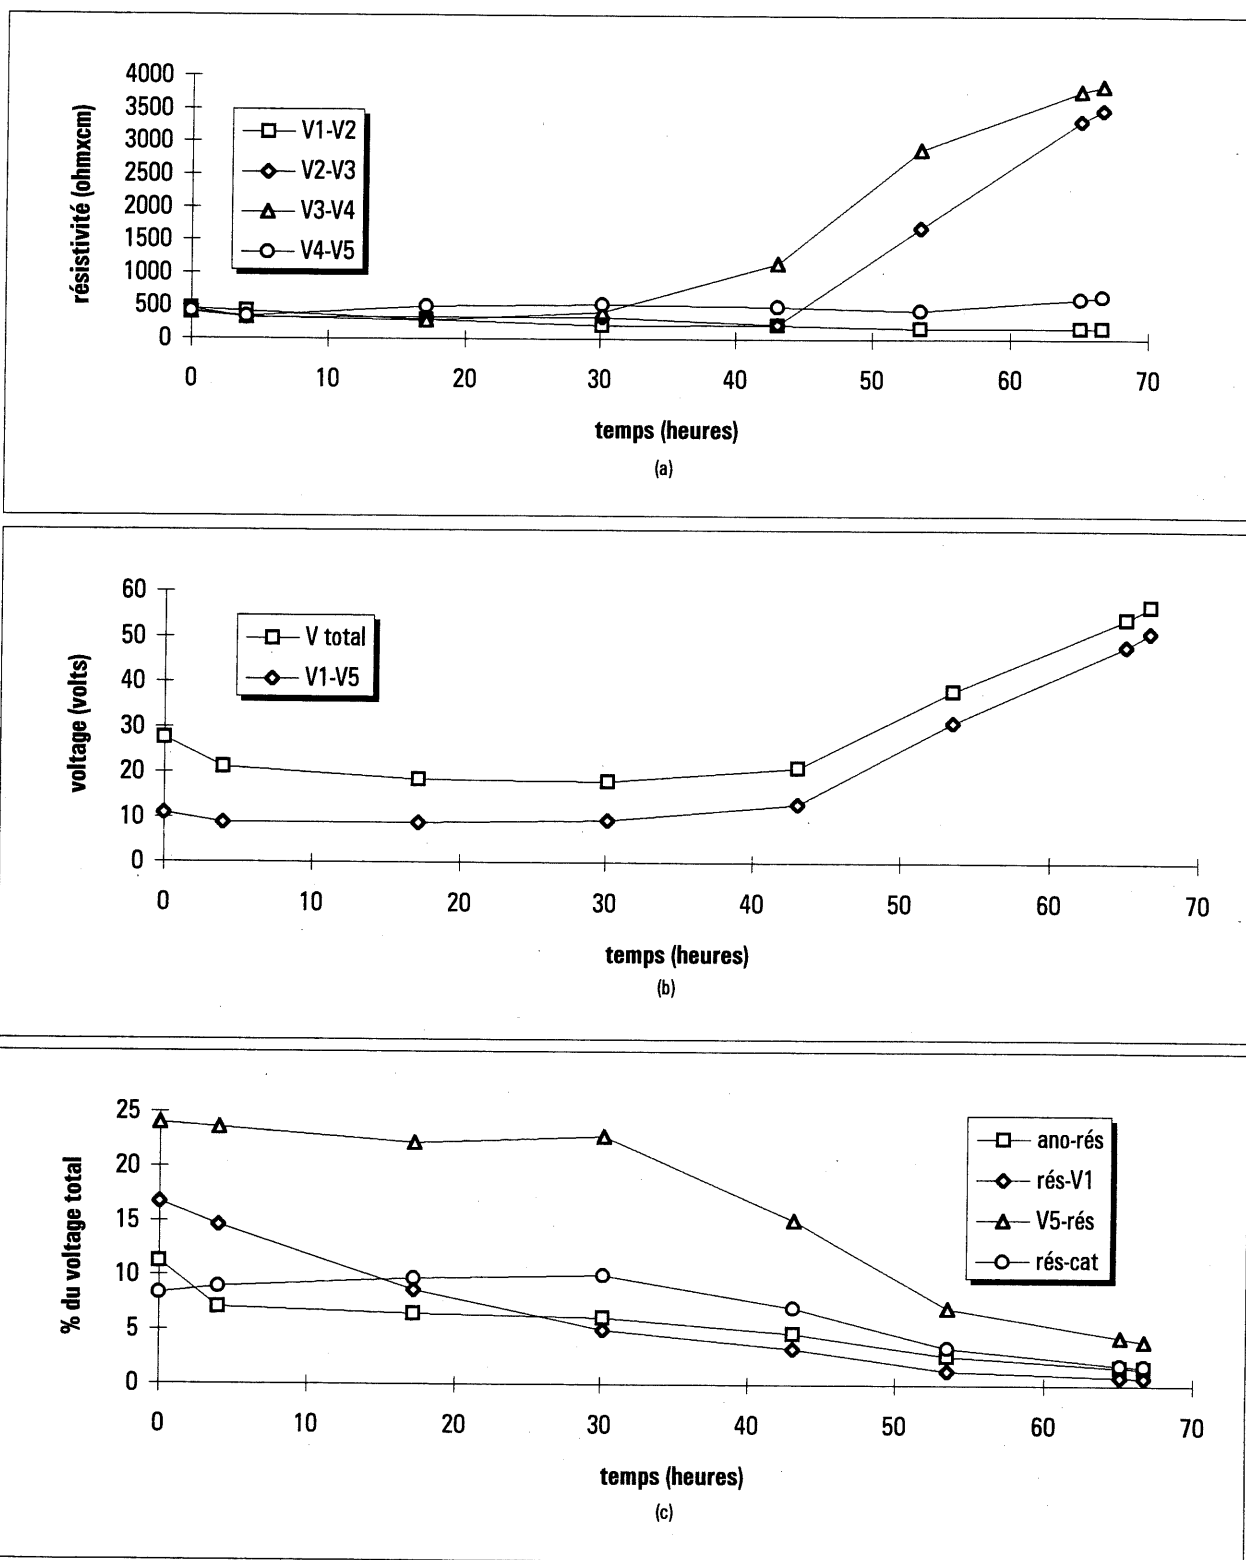 4000
3500
3000
2500
2000
1500
1000
500
0
résistivité (ohmxcm)
V1-V2
V2-V3
V3-V4
V4-V5
0 10 20 30 40 50 60 70
temps (heures)
(a)
60
50
40
30
20
10
0
voltage (volts)
V total
V1-V5
0 10 20 30 40 50 60 70
temps (heures)
(b)
25
20
15
10
5
0
% du voltage total
ano-rés
rés-V1
V5-rés
rés-cat
0 10 20 30 40 50 60 70
temps (heures)
(c)